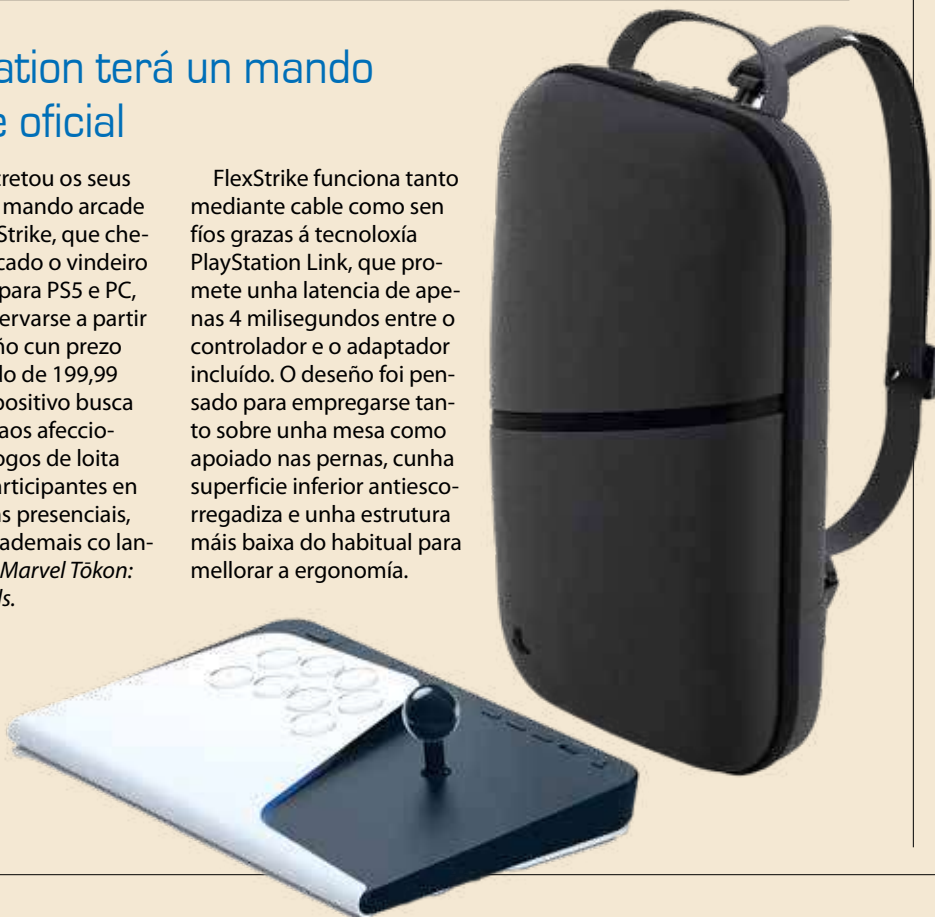 ation terá un mando
e oficial
cretou os seus
mando arcade
Strike, que che-
cado o vindeiro
para PS5 e PC,
ervarse a partir
ño cun prezo
do de 199,99
positivo busca
aos afeccio-
ogos de loita
articipantes en
as presenciais,
ademais co lan-
Marvel Tōkon:
ls.
FlexStrike funciona tanto
mediante cable como sen
fíos grazas á tecnoloxía
PlayStation Link, que pro-
mete unha latencia de ape-
nas 4 milisegundos entre o
controlador e o adaptador
incluído. O deseño foi pen-
sado para empregarse tan-
to sobre unha mesa como
apoiado nas pernas, cunha
superficie inferior antiesco-
rregadiza e unha estrutura
máis baixa do habitual para
mellorar a ergonomía.